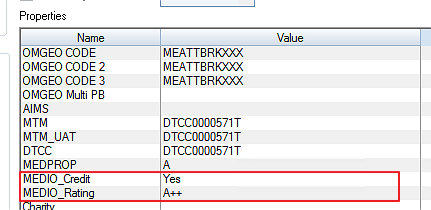 Properties
Name Value
OMGEO CODE MEATTBRKXXX
OMGEO CODE 2 MEATTBRKXXX
OMGEO CODE 3 MEATTBRKXXX
OMGEO Multi PB
AIMS
MTM DTCC0000571T
MTM_UAT DTCC0000571T
DTCC DTCC0000571T
MEDPROP A
MEDIO_Credit Yes
MEDIO_Rating A++
Charity